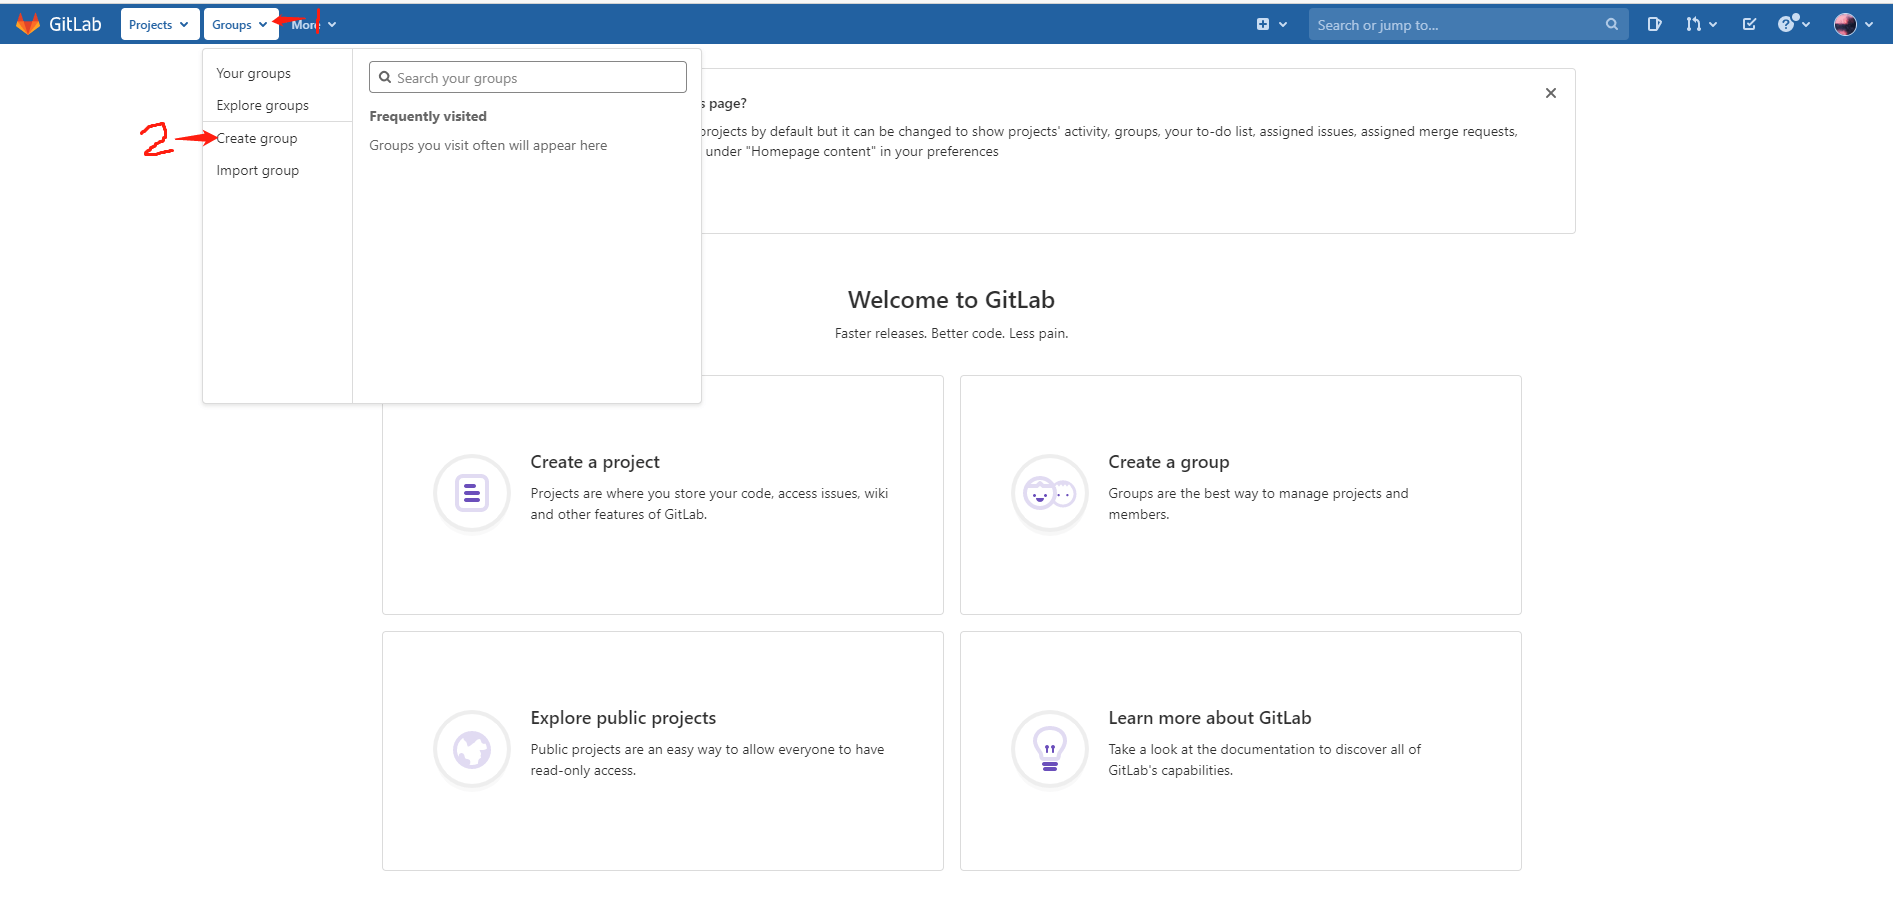 GitLab Projects Groups More Search or jump to...
1
Your groups
Explore groups
2 Create group
Import group
Search your groups
Frequently visited
Groups you visit often will appear here
page?
projects by default but it can be changed to show projects' activity, groups, your to-do list, assigned issues, assigned merge requests,
under "Homepage content" in your preferences
Welcome to GitLab
Faster releases. Better code. Less pain.
Create a project
Projects are where you store your code, access issues, wiki
and other features of GitLab.
Create a group
Groups are the best way to manage projects and
members.
Explore public projects
Public projects are an easy way to allow everyone to have
read-only access.
Learn more about GitLab
Take a look at the documentation to discover all of
GitLab's capabilities.